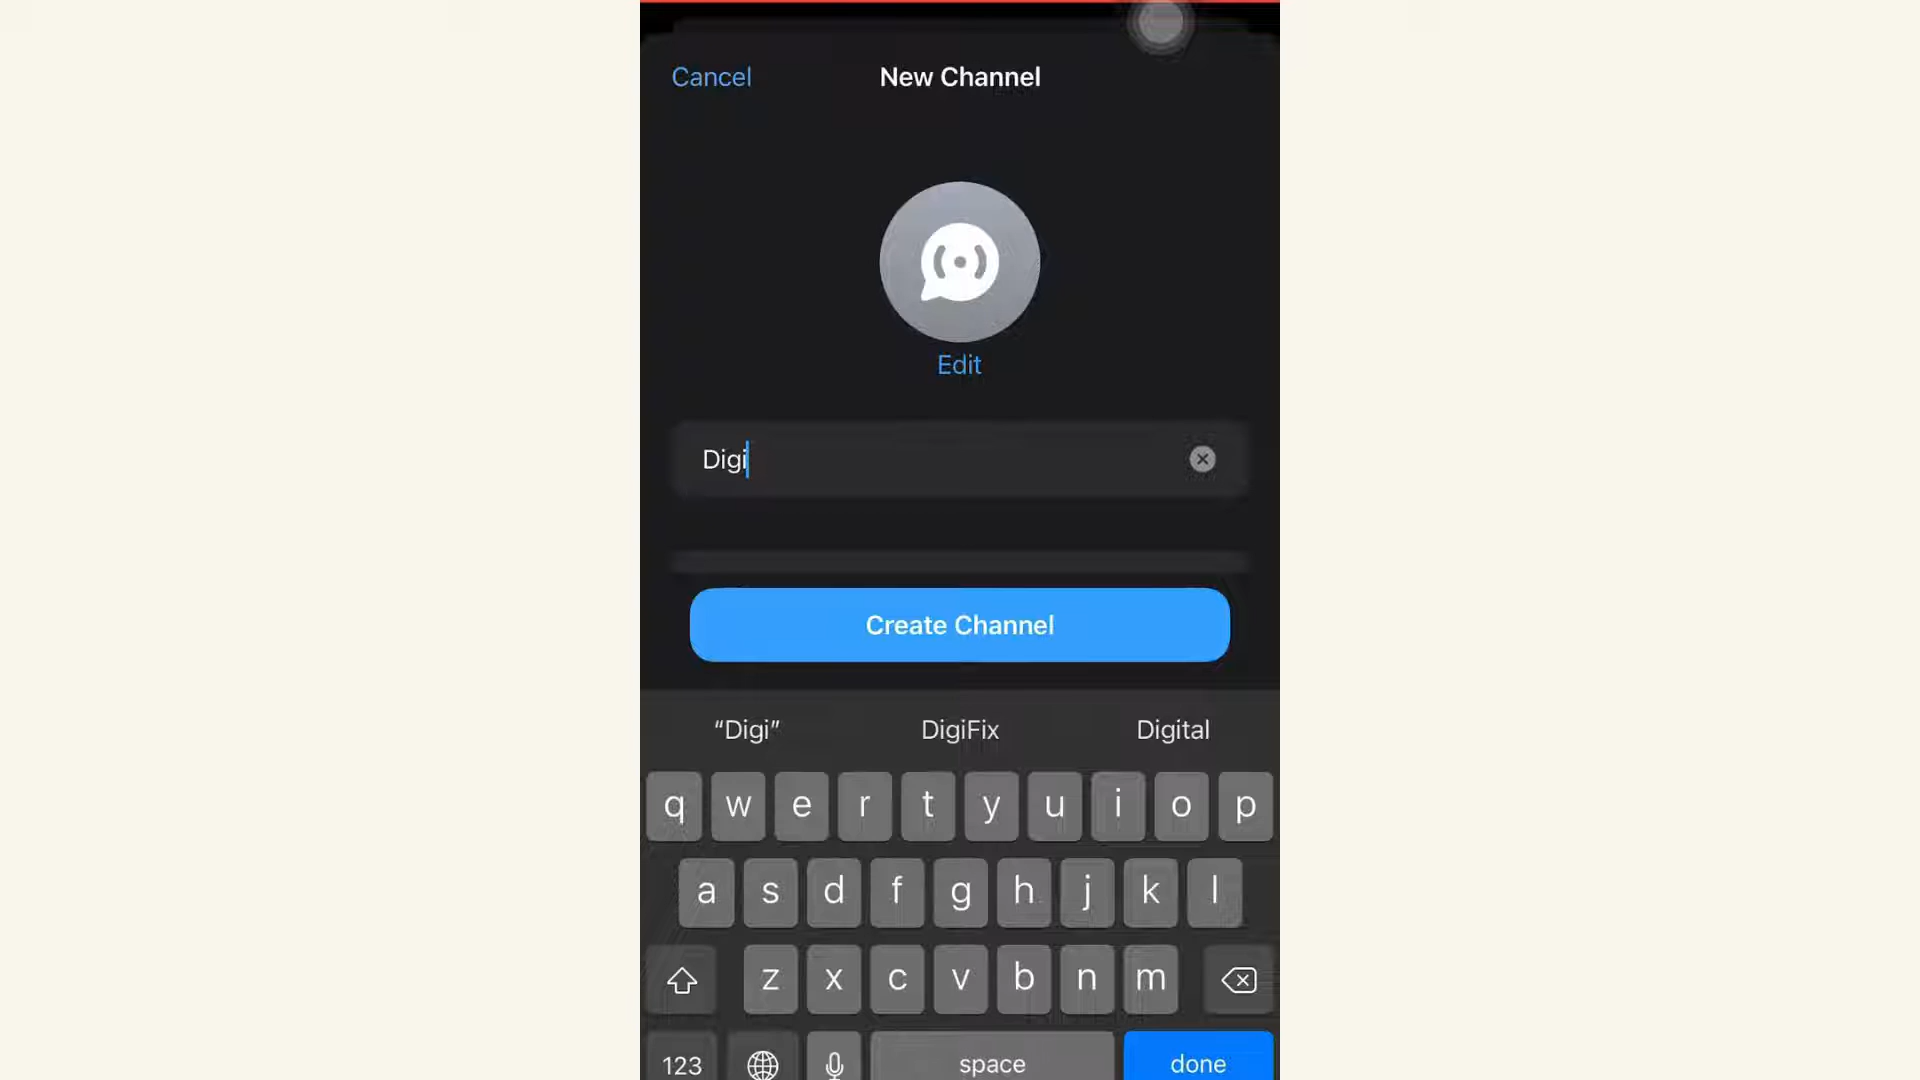 Cancel New Channel
Edit
Digi
Create Channel
“Digi” DigiFix Digital
q w e r t y u i o p
a s d f g h j k l
z x c v b n m
123 space done